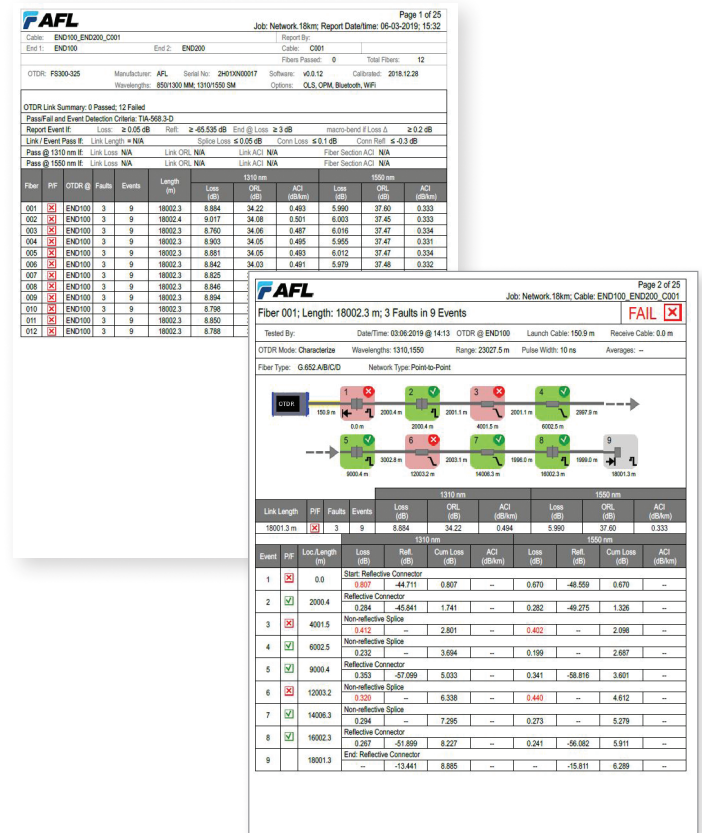 AFL
Page 1 of 25
Job: Network.18km; Report Date/time: 06-03-2019; 15:32
Cable: END100_END200_C001 Report By:
End 1: END100 End 2: END200 Cable: C001
Fibers Passed: 0 Total Fibers: 12
OTDR: FS300-325 Manufacturer: AFL Serial No: 2H01XN00017 Software: v0.0.12 Calibrated: 2018.12.28
Wavelengths: 850/1300 MM; 1310/1550 SM Options: OLS, OPM, Bluetooth, WiFi
OTDR Link Summary: 0 Passed; 12 Failed
Pass/Fail and Event Detection Criteria: TIA-568.3-D
Report Event If: Loss: ≥ 0.05 dB Refl: ≥ -65.535 dB End @ Loss ≥ 3 dB macro-bend if Loss Δ ≥ 0.2 dB
Link / Event Pass If: Link Length = N/A Splice Loss ≤ 0.05 dB Conn Loss ≤ 0.1 dB Conn Refl ≤ -0.3 dB
Pass @ 1310 nm If: Link Loss N/A Link ORL N/A Link ACI N/A Fiber Section ACI N/A
Pass @ 1550 nm If: Link Loss N/A Link ORL N/A Link ACI N/A Fiber Section ACI N/A
1310 nm 1550 nm
Fiber P/F OTDR @ Faults Events Length (m) Loss (dB) ORL (dB) ACI (dB/km) Loss (dB) ORL (dB) ACI (dB/km)
001 END100 3 9 18002.3 8.884 34.22 0.493 5.990 37.60 0.333
002 END100 3 9 18002.4 9.017 34.08 0.501 6.003 37.45 0.333
003 END100 3 9 18002.3 8.760 34.06 0.487 6.016 37.47 0.334
004 END100 3 9 18002.3 8.903 34.05 0.495 5.955 37.47 0.331
005 END100 3 9 18002.3 8.881 34.05 0.493 6.012 37.47 0.334
006 END100 3 9 18002.3 8.842 34.03 0.491 5.979 37.48 0.332
007 END100 3 9 18002.3 8.825
008 END100 3 9 18002.3 8.846
009 END100 3 9 18002.3 8.894
010 END100 3 9 18002.3 8.798
011 END100 3 9 18002.3 8.850
012 END100 3 9 18002.3 8.788
AFL
Page 2 of 25
Job: Network.18km; Cable: END100_END200_C001
Fiber 001; Length: 18002.3 m; 3 Faults in 9 Events FAIL
Tested By: Date/Time: 03:06:2019 @ 14:13 OTDR @ END100 Launch Cable: 150.9 m Receive Cable: 0.0 m
OTDR Mode: Characterize Wavelengths: 1310,1550 Range: 23027.5 m Pulse Width: 10 ns Averages: --
Fiber Type: G.652.A/B/C/D Network Type: Point-to-Point
1 2 3 4
OTDR 150.9 m 2000.4 m 2001.1 m 2001.1 m 2997.9 m
0.0 m 2000.4 m 4001.5 m 6002.5 m
5 6 7 8 9
3002.8 m 2003.1 m 1996.0 m 1999.0 m
9000.4 m 12003.2 m 14006.3 m 16002.3 m 18001.3 m
1310 nm 1550 nm
Link Length P/F Faults Events Loss (dB) ORL (dB) ACI (dB/km) Loss (dB) ORL (dB) ACI (dB/km)
18001.3 m 3 9 8.884 34.22 0.494 5.990 37.60 0.333
1310 nm 1550 nm
Event P/F Loc./Length (m) Loss (dB) Refl. (dB) Cum Loss (dB) ACI (dB/km) Loss (dB) Refl. (dB) Cum Loss (dB) ACI (dB/km)
Start: Reflective Connector
1 0.0 0.807 -44.711 0.807 -- 0.670 -48.559 0.670 --
Reflective Connector
2 2000.4 0.284 -45.841 1.741 -- 0.282 -49.275 1.326 --
Non-reflective Splice
3 4001.5 0.412 -- 2.801 -- 0.402 -- 2.098 --
Non-reflective Splice
4 6002.5 0.232 -- 3.694 -- 0.199 -- 2.687 --
Reflective Connector
5 9000.4 0.353 -57.099 5.033 -- 0.341 -58.816 3.601 --
Non-reflective Splice
6 12003.2 0.320 -- 6.338 -- 0.440 -- 4.612 --
Non-reflective Splice
7 14006.3 0.294 -- 7.295 -- 0.273 -- 5.279 --
Reflective Connector
8 16002.3 0.267 -51.899 8.227 -- 0.241 -56.082 5.911 --
End: Reflective Connector
9 18001.3 -- -13.441 8.885 -- -- -15.811 6.289 --